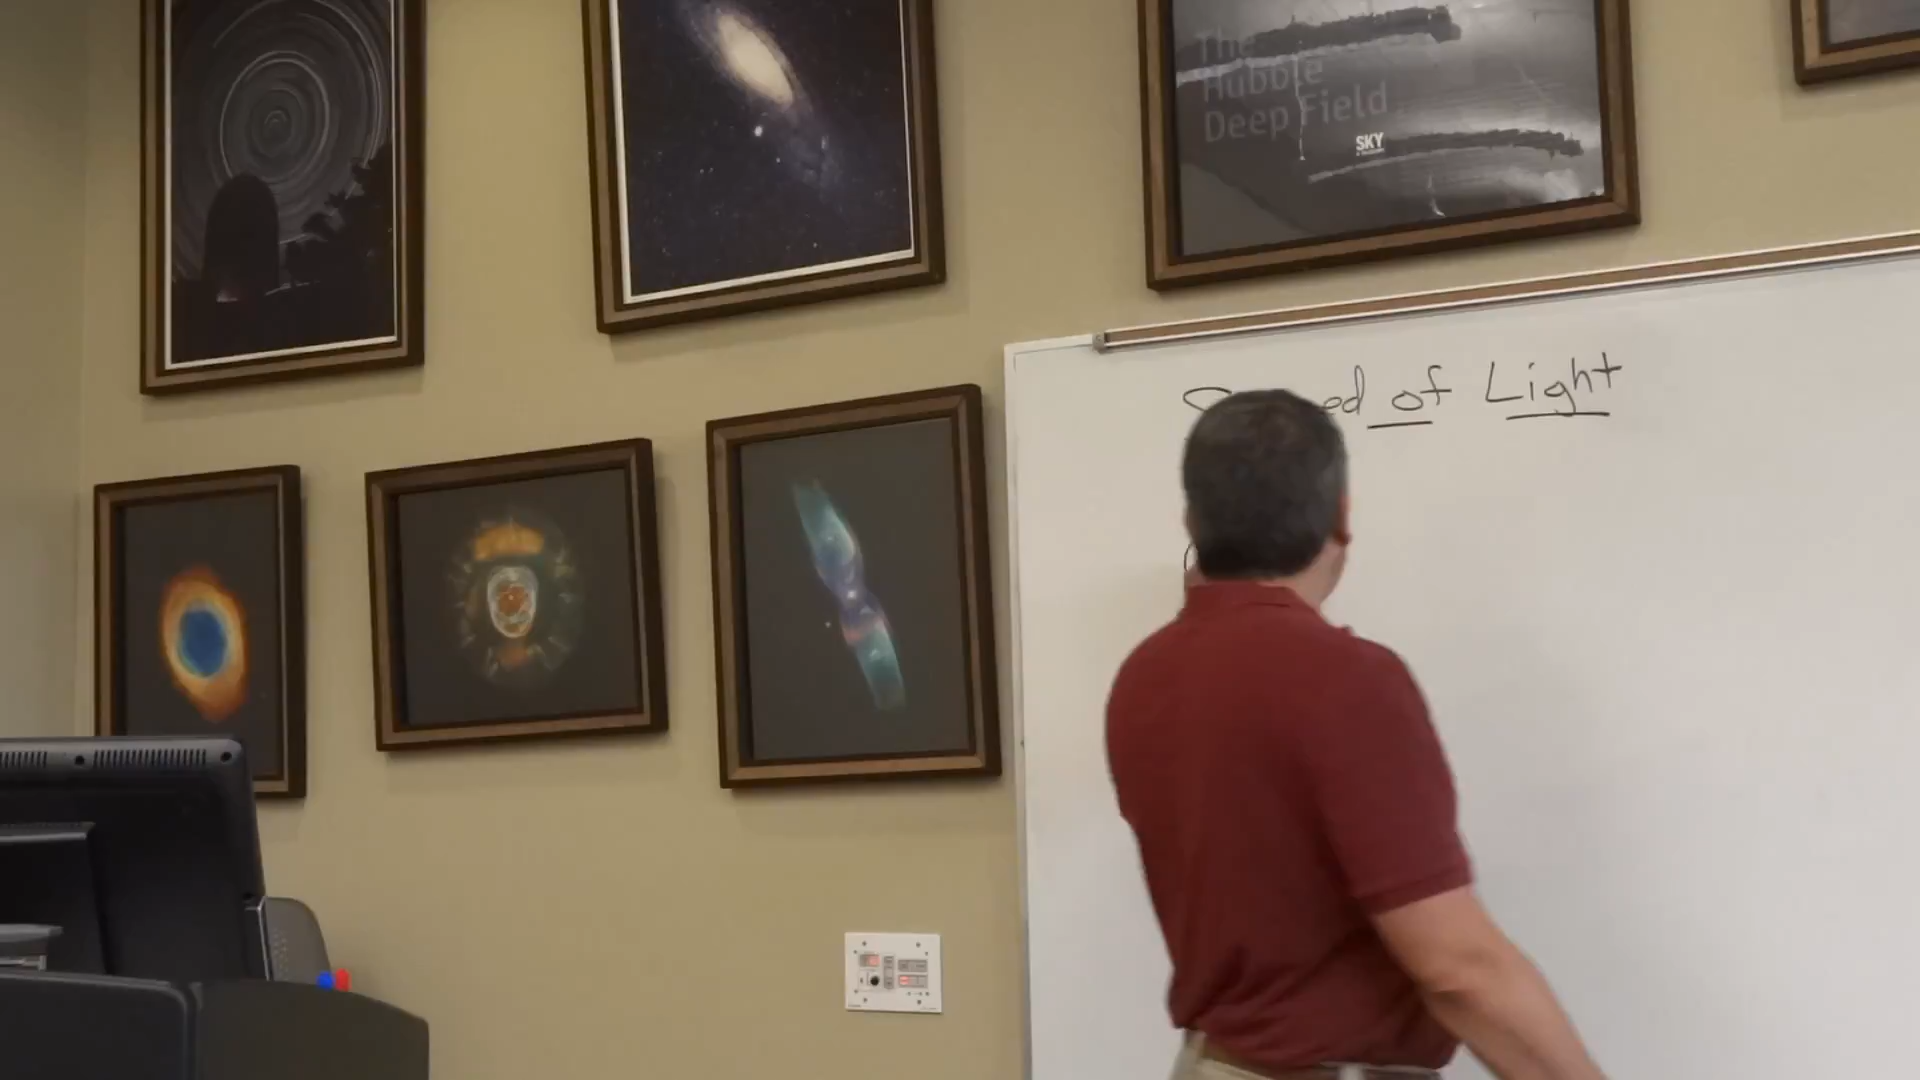 The
Hubble
Deep Field
SKY
of Light